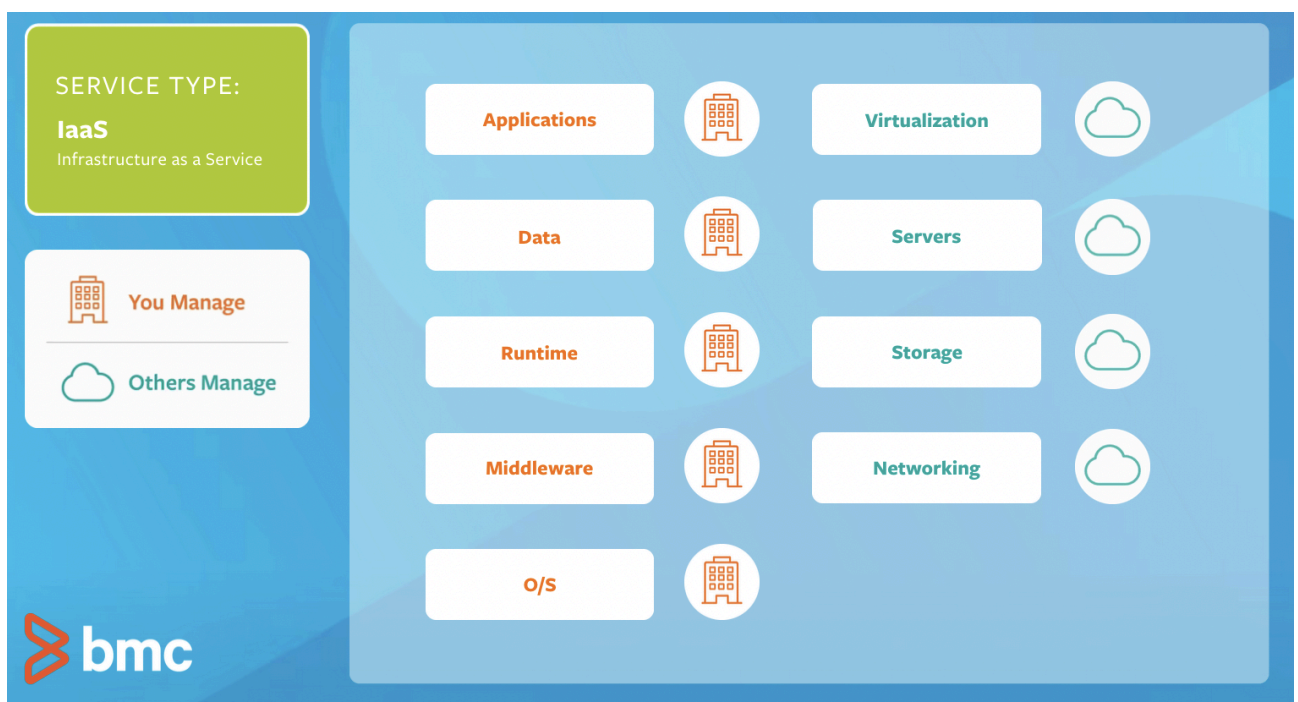 SERVICE TYPE:
IaaS
Infrastructure as a Service
You Manage
Others Manage
bmc
Applications
Data
Runtime
Middleware
O/S
Virtualization
Servers
Storage
Networking